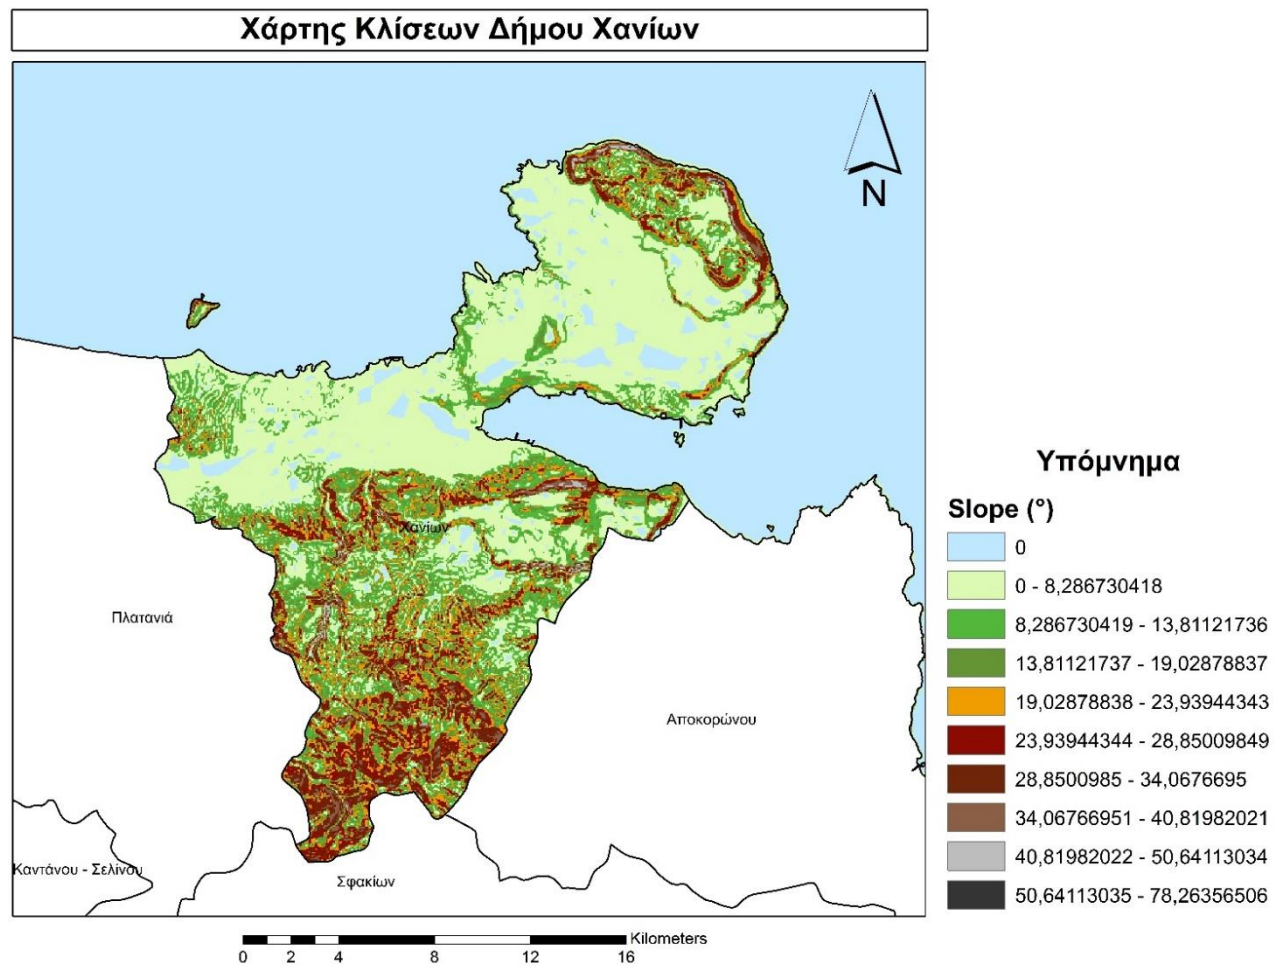 Χάρτης Κλίσεων Δήμου Χανίων
N
Χανίων
Πλατανιά
Αποκορώνου
Καντάνου - Σελίνου
Σφακίων
Υπόμνημα
Slope (°)
0
0 - 8,286730418
8,286730419 - 13,81121736
13,81121737 - 19,02878837
19,02878838 - 23,93944343
23,93944344 - 28,85009849
28,8500985 - 34,0676695
34,06766951 - 40,81982021
40,81982022 - 50,64113034
50,64113035 - 78,26356506
Kilometers
0 2 4 8 12 16